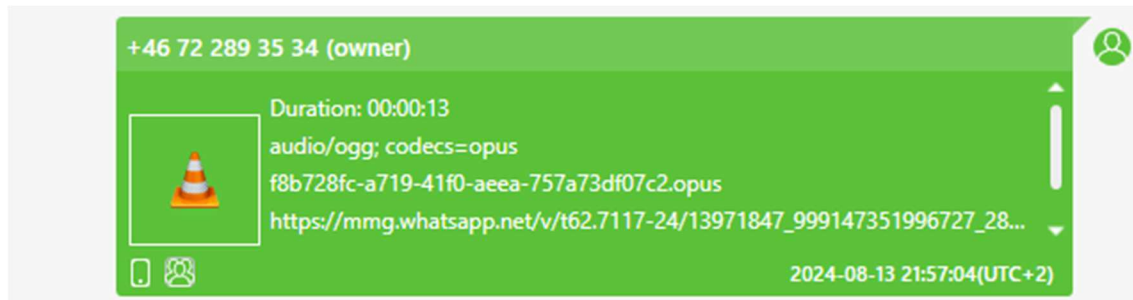 +46 72 289 35 34 (owner)
Duration: 00:00:13
audio/ogg; codecs=opus
f8b728fc-a719-41f0-aeea-757a73df07c2.opus
https://mmg.whatsapp.net/v/t62.7117-24/13971847_999147351996727_28...
2024-08-13 21:57:04(UTC+2)